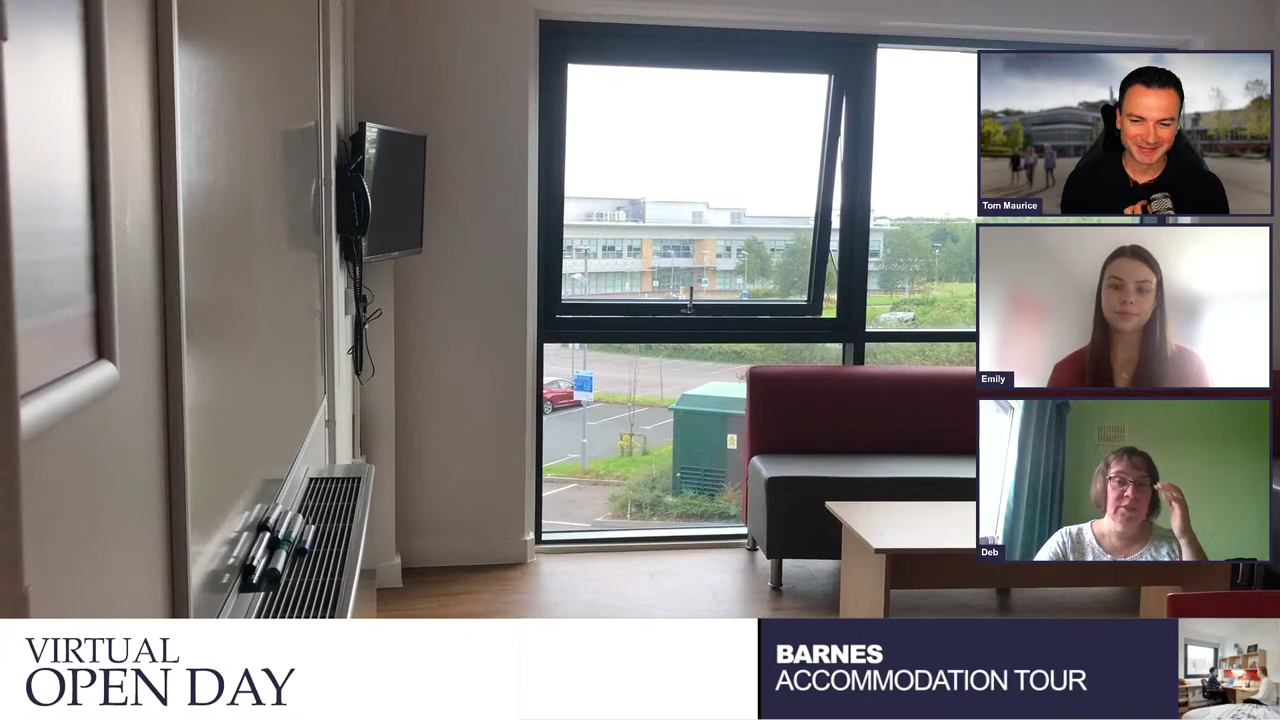 Tom Maurice
Emily
Deb
VIRTUAL
OPEN DAY
BARNES
ACCOMMODATION TOUR